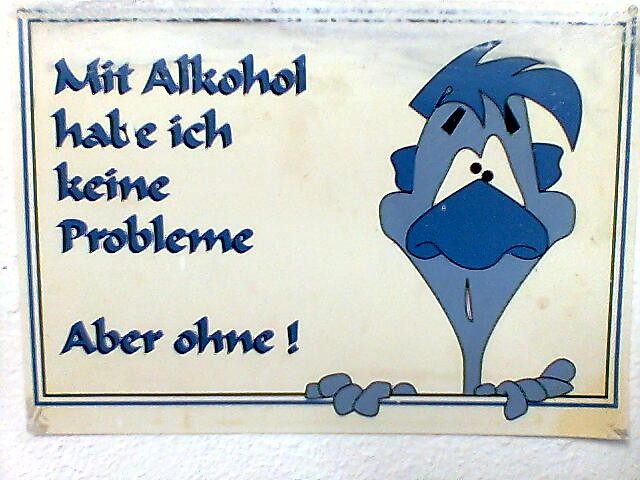 Mit Alkohol
habe ich
keine
Probleme
Aber ohne !